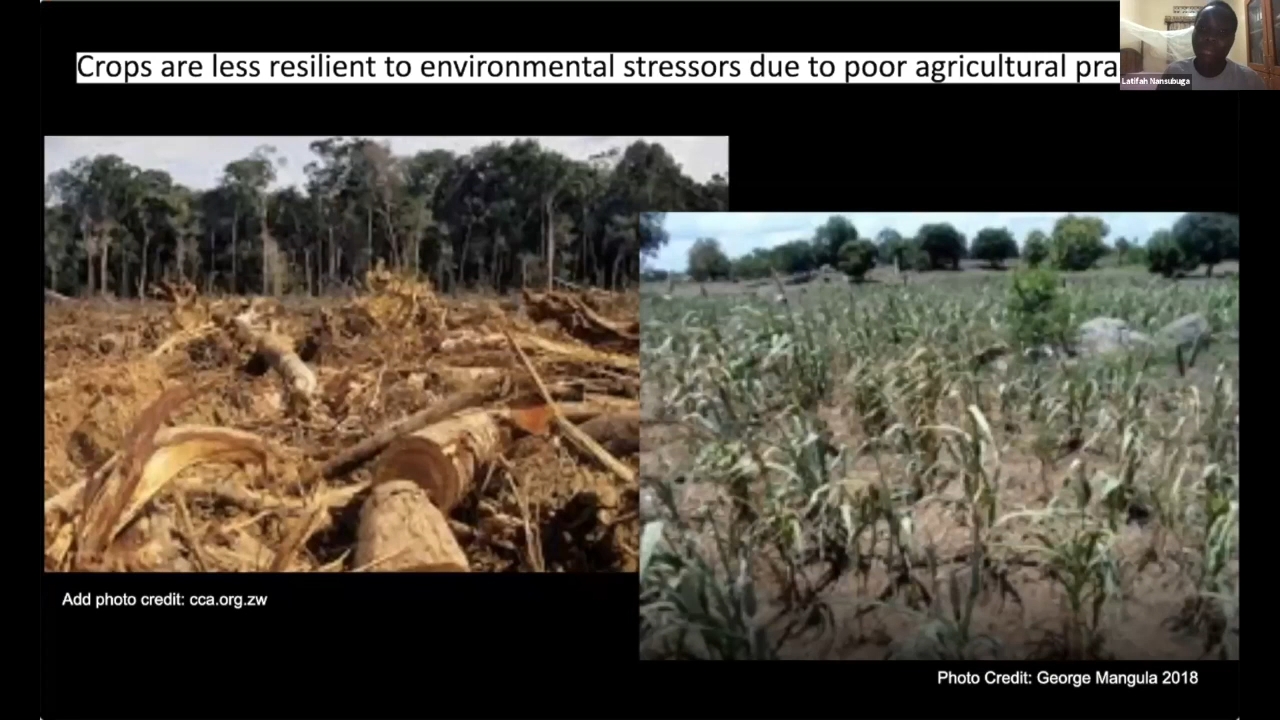 Crops are less resilient to environmental stressors due to poor agricultural pra
Latifah Nansubuga
Add photo credit: cca.org.zw
Photo Credit: George Mangula 2018